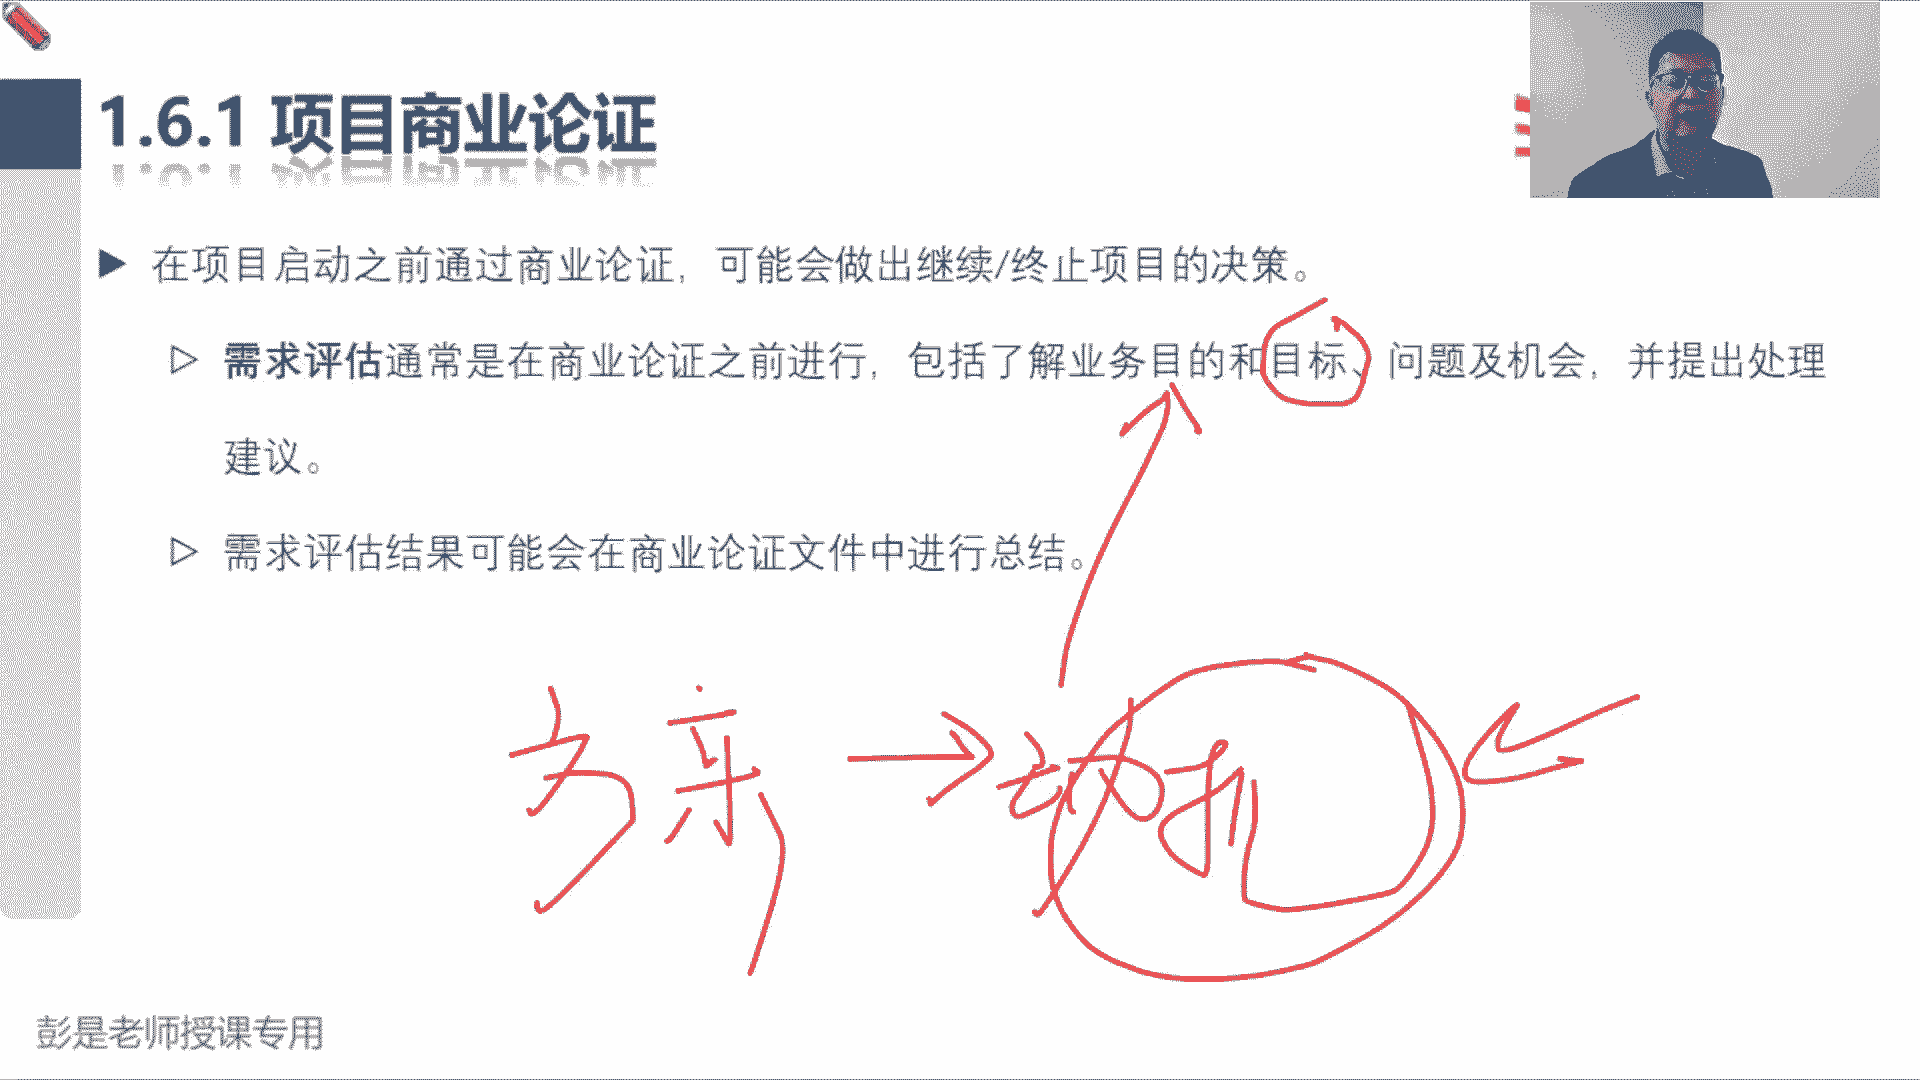 1.6.1 项目商业论证
在项目启动之前通过商业论证，可能会做出继续/终止项目的决策。
需求评估通常是在商业论证之前进行，包括了解业务目的和目标、问题及机会，并提出处理
建议。
需求评估结果可能会在商业论证文件中进行总结。
方案 动机
彭是老师授课专用